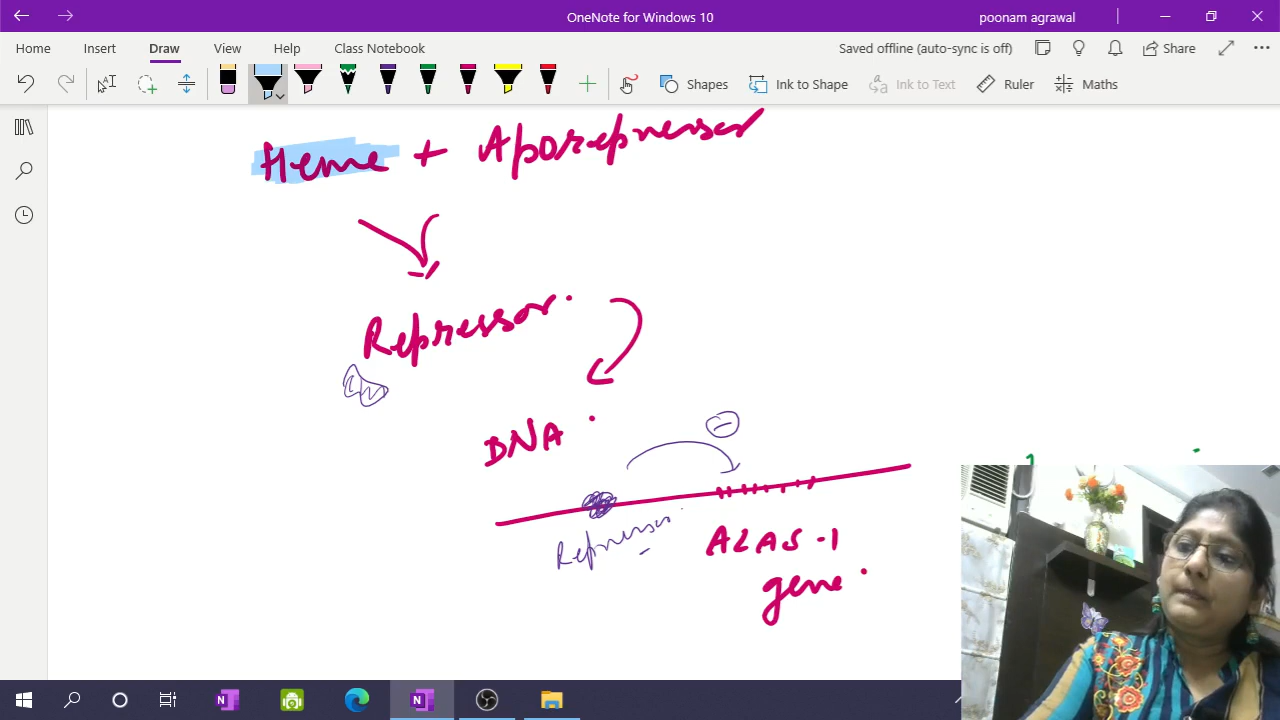 OneNote for Windows 10
poonam agrawal
Home Insert Draw View Help Class Notebook
Saved offline (auto-sync is off)
Share
Shapes
Ink to Shape
Ink to Text
Ruler
Maths
Heme + Aporepressor
Repressor.
DNA
Repressor
ALAS-1
gene